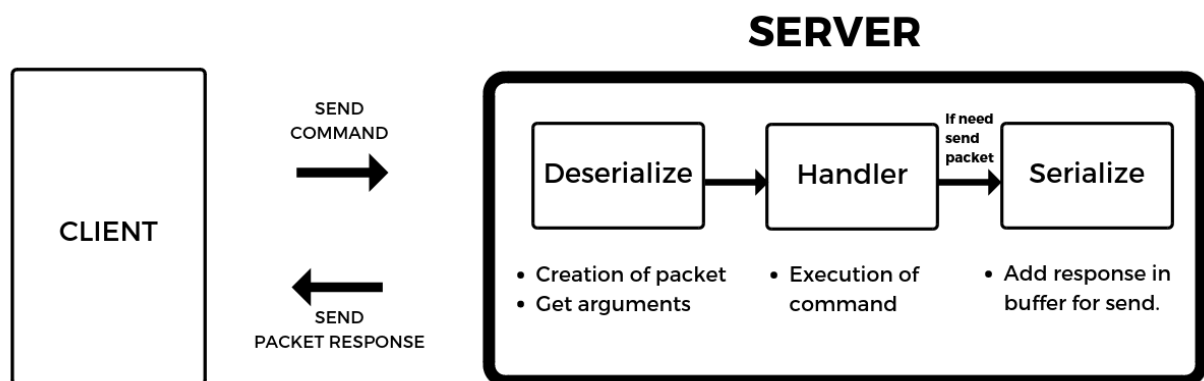 SERVER
SEND
COMMAND
CLIENT
SEND
PACKET RESPONSE
Deserialize
Handler
If need
send
packet
Serialize
• Creation of packet
• Get arguments
• Execution of
command
• Add response in
buffer for send.